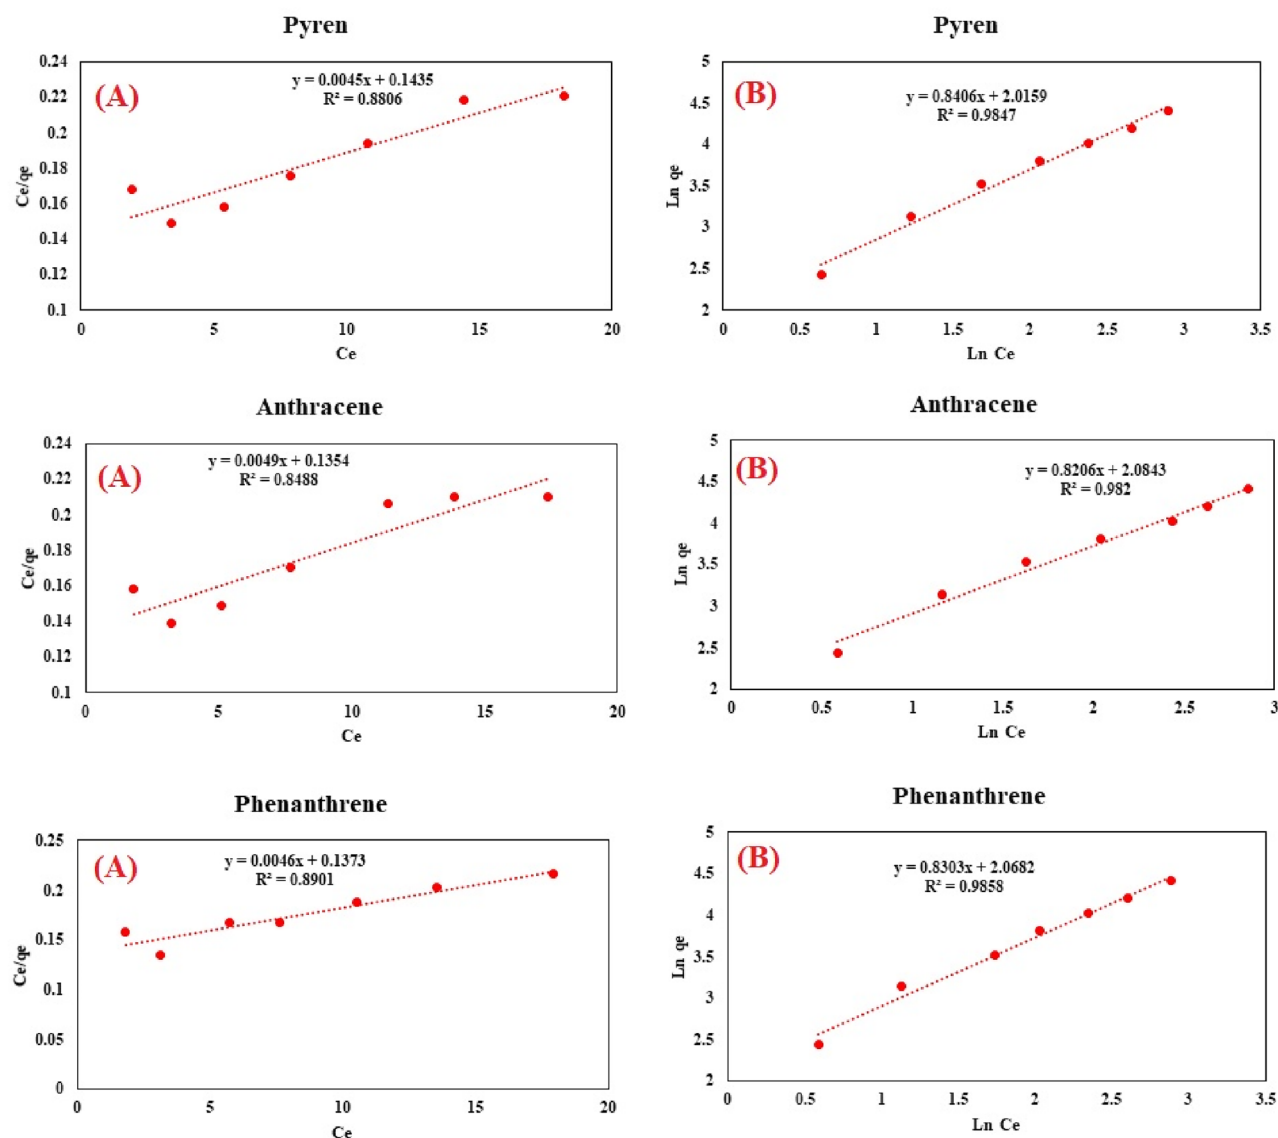 Pyren
(A)
y = 0.0045x + 0.1435
R² = 0.8806
Ce/qe
0.24
0.22
0.2
0.18
0.16
0.14
0.12
0.1
0 5 10 15 20
Ce
Pyren
(B)
y = 0.8406x + 2.0159
R² = 0.9847
Ln qe
5
4.5
4
3.5
3
2.5
2
0 0.5 1 1.5 2 2.5 3 3.5
Ln Ce
Anthracene
(A)
y = 0.0049x + 0.1354
R² = 0.8488
Ce/qe
0.24
0.22
0.2
0.18
0.16
0.14
0.12
0.1
0 5 10 15 20
Ce
Anthracene
(B)
y = 0.8206x + 2.0843
R² = 0.982
Ln qe
5
4.5
4
3.5
3
2.5
2
0 0.5 1 1.5 2 2.5 3
Ln Ce
Phenanthrene
(A)
y = 0.0046x + 0.1373
R² = 0.8901
Ce/qe
0.25
0.2
0.15
0.1
0.05
0
0 5 10 15 20
Ce
Phenanthrene
(B)
y = 0.8303x + 2.0682
R² = 0.9858
Ln qe
5
4.5
4
3.5
3
2.5
2
0 0.5 1 1.5 2 2.5 3 3.5
Ln Ce